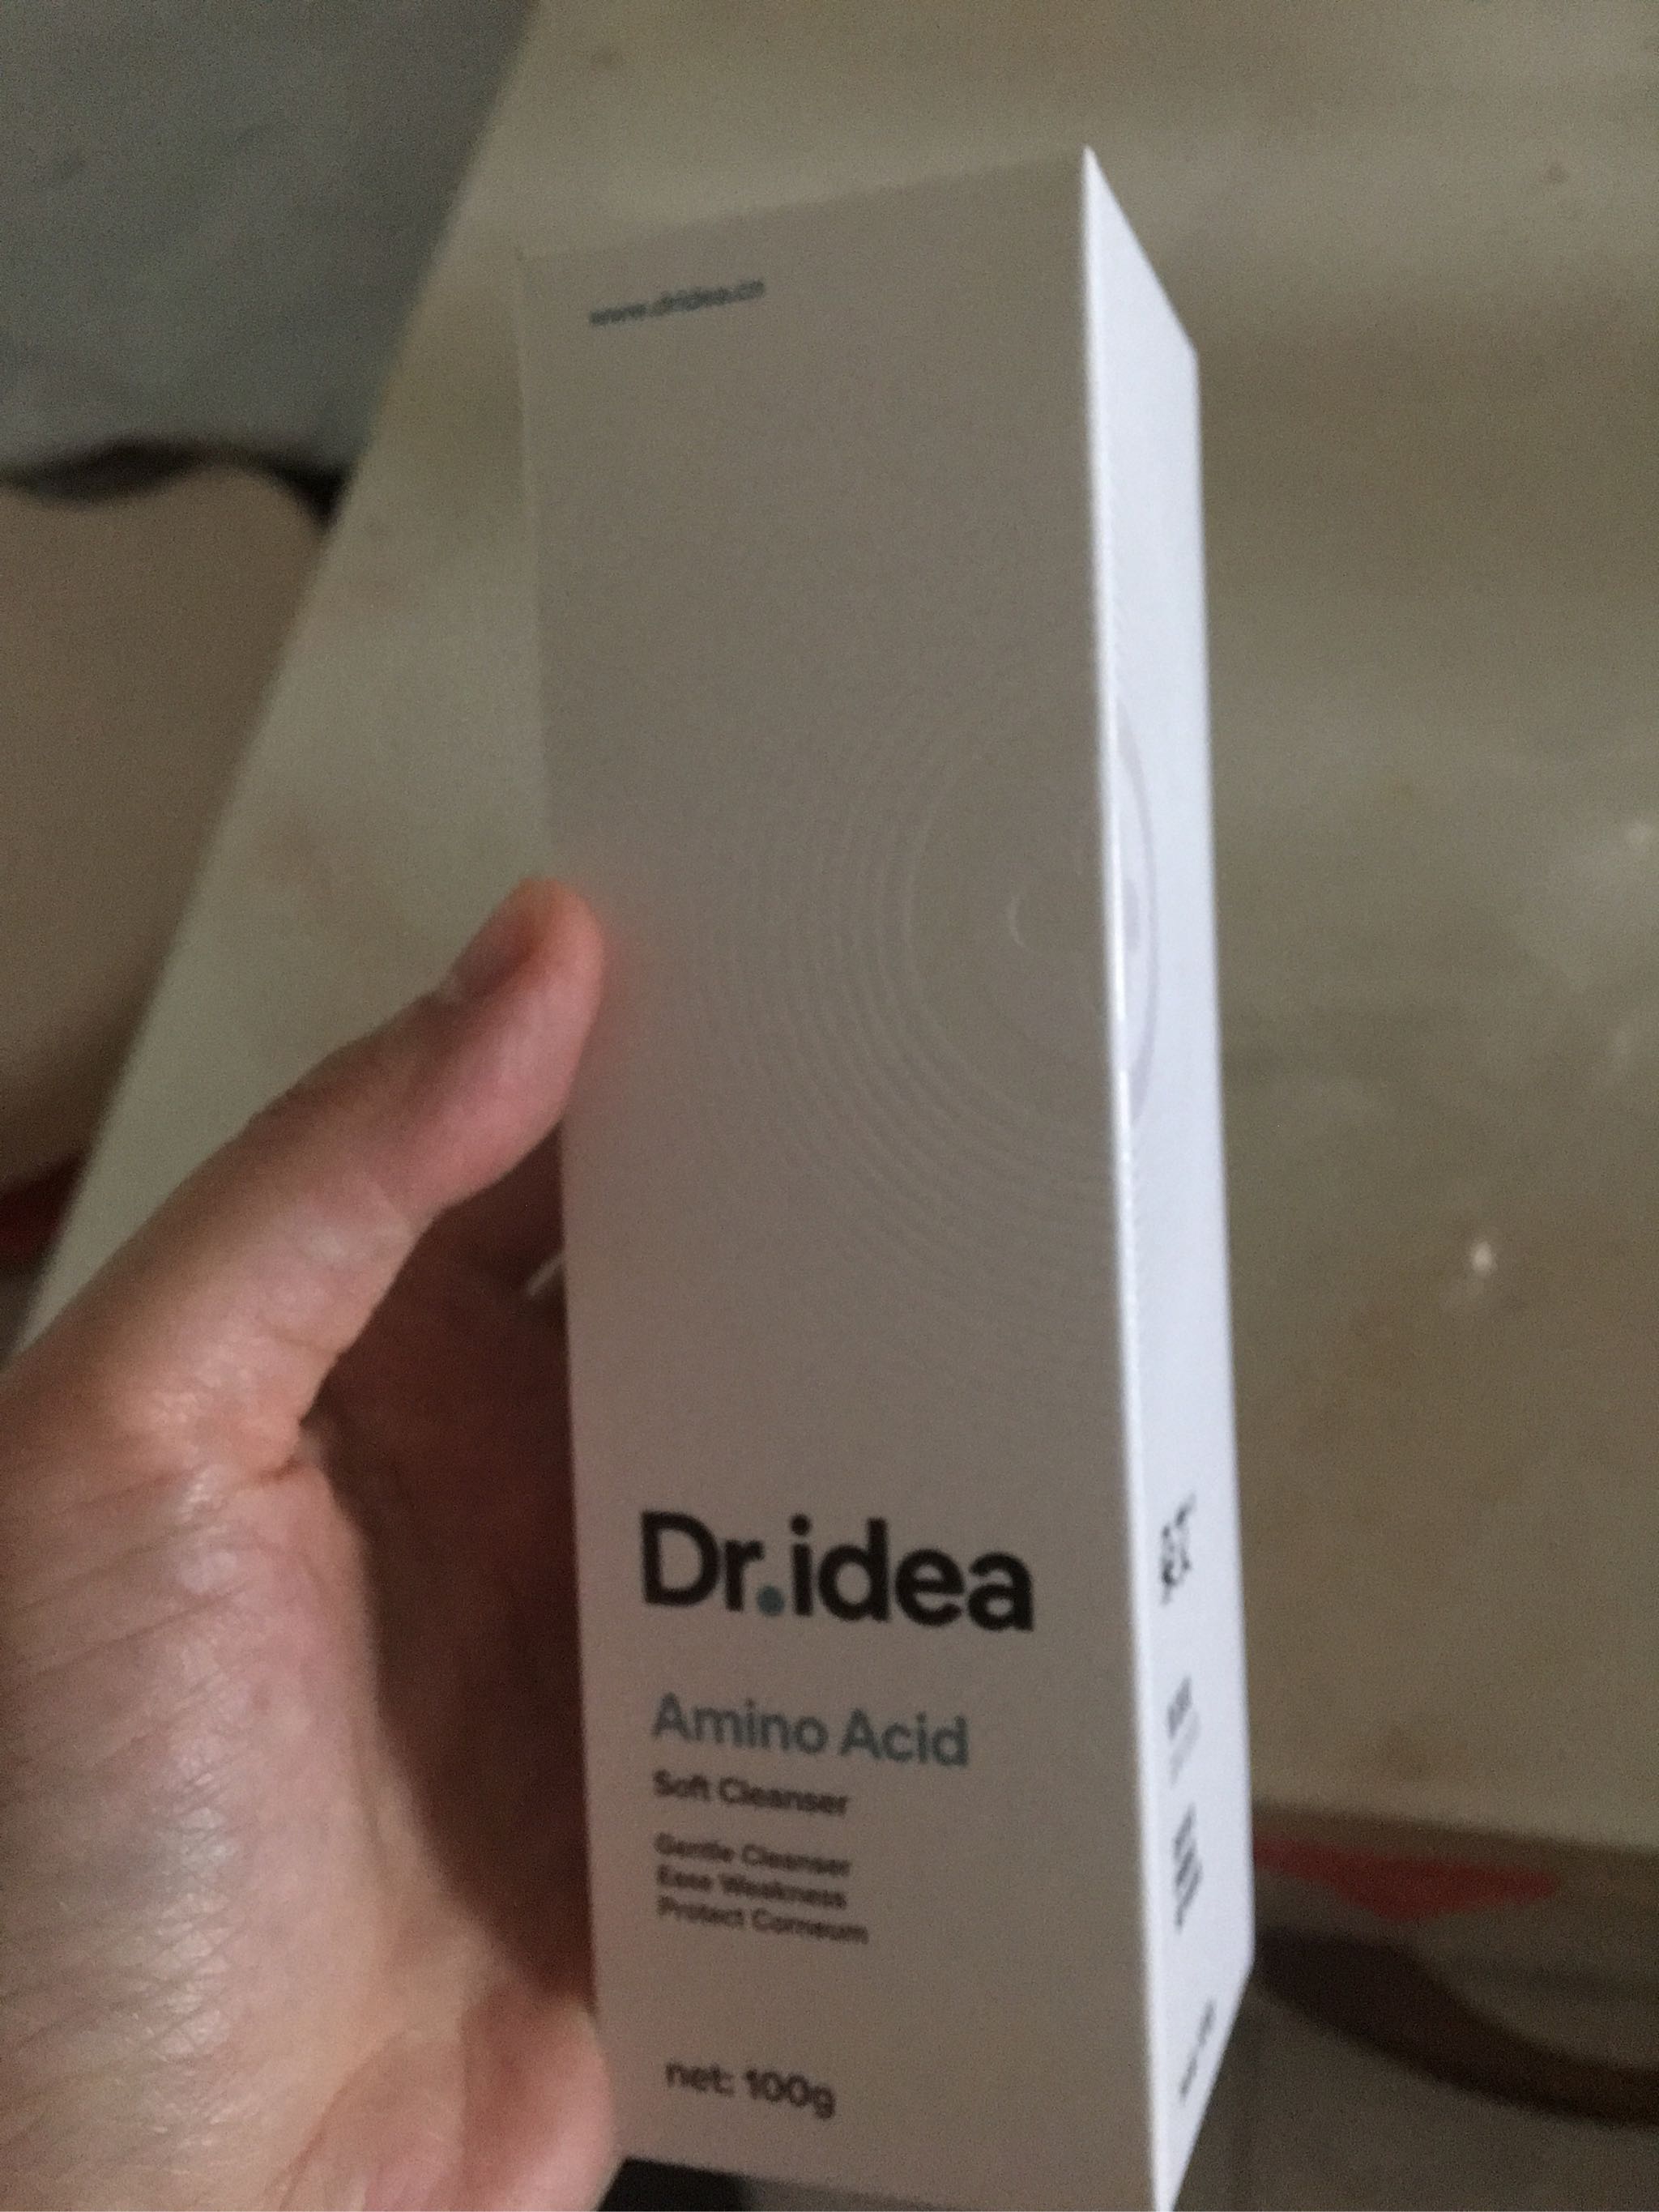 www.dridea.cn
Dr.idea
Amino Acid
Soft Cleanser
Gentle Cleanser
Ease Weakness
Protect Corneum
net: 100g